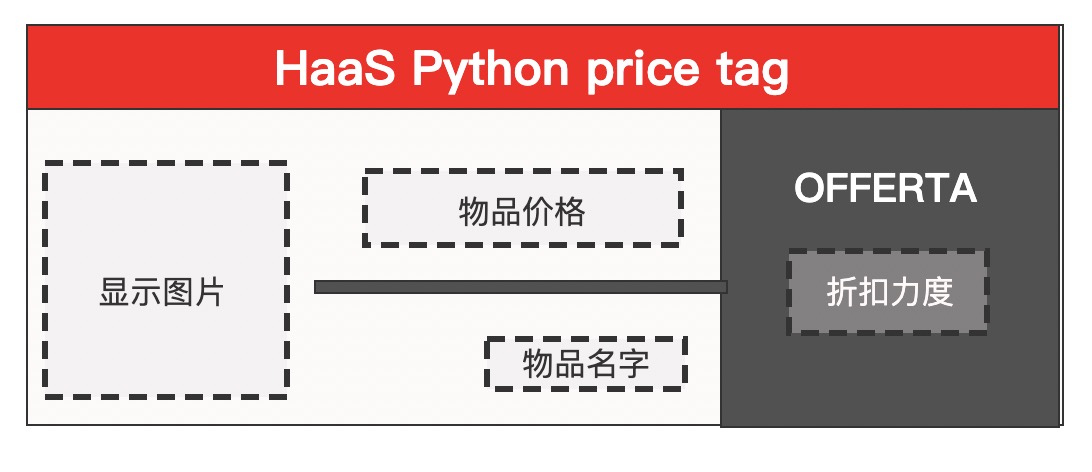 HaaS Python price tag
OFFERTA
物品价格
显示图片
折扣力度
物品名字